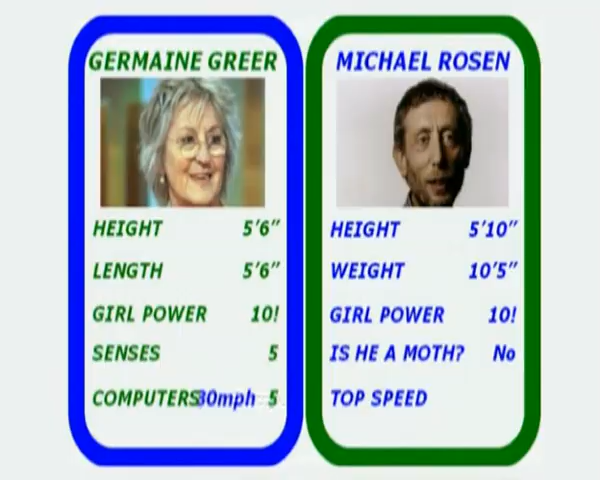 GERMAINE GREER
HEIGHT 5'6"
LENGTH 5'6"
GIRL POWER 10!
SENSES 5
COMPUTERS 30mph 5
MICHAEL ROSEN
HEIGHT 5'10"
WEIGHT 10'5"
GIRL POWER 10!
IS HE A MOTH? No
TOP SPEED